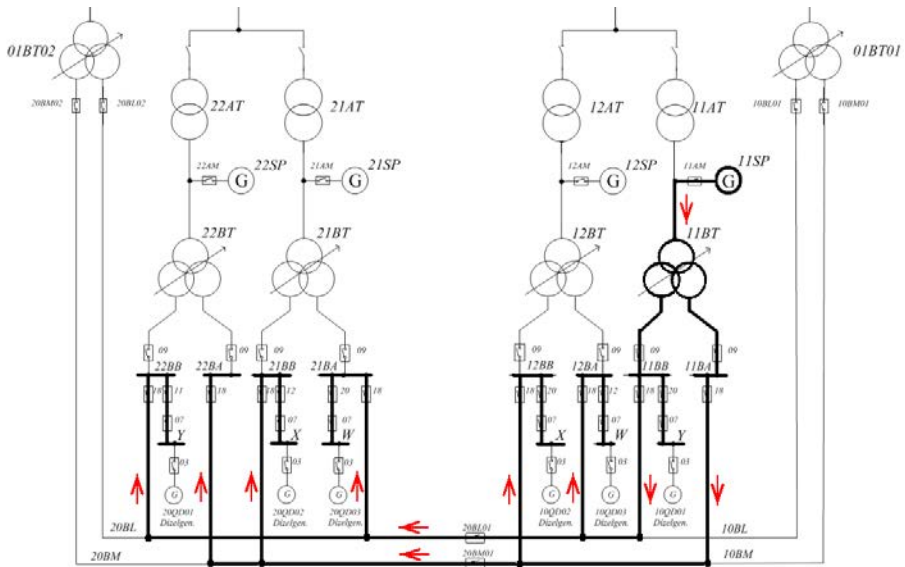 01BT02
01BT01
20BM02
20BL02
22AT
21AT
12AT
11AT
10BL01
10BM01
22AM
22SP
G
21AM
21SP
G
12AM
12SP
G
11AM
11SP
G
22BT
21BT
12BT
11BT
09
09
09
09
09
09
09
09
22BB
22BA
21BB
21BA
12BB
12BA
11BB
11BA
18
11
18
18
12
20
18
18
20
18
12
18
20
18
07
07
07
07
07
07
Y
X
W
X
W
Y
03
03
03
03
03
03
G
G
G
G
G
G
20QD01
Dizelgen.
20QD02
Dizelgen.
20QD03
Dizelgen.
10QD02
Dizelgen.
10QD03
Dizelgen.
10QD01
Dizelgen.
20BL
20BL01
10BL
20BM
20BM01
10BM